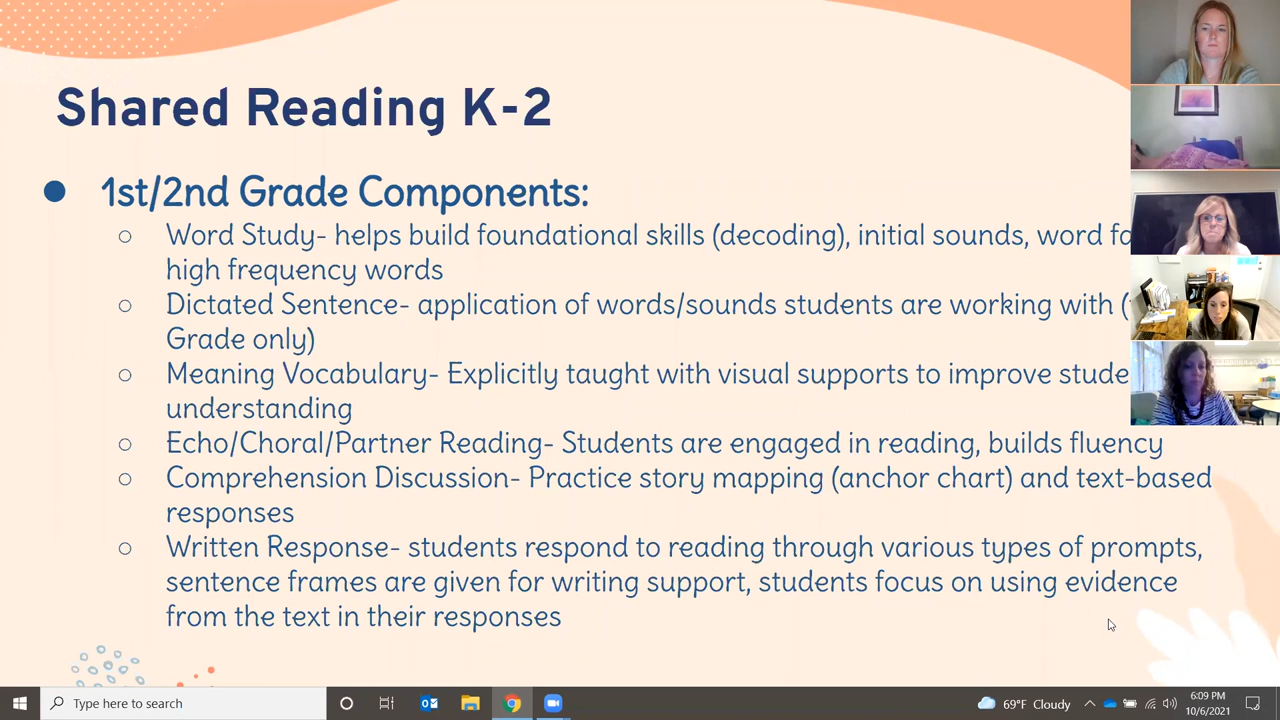 Shared Reading K-2
1st/2nd Grade Components:
Word Study- helps build foundational skills (decoding), initial sounds, word
high frequency words
Dictated Sentence- application of words/sounds students are working with
Grade only)
Meaning Vocabulary- Explicitly taught with visual supports to improve
understanding
Echo/Choral/Partner Reading- Students are engaged in reading, builds fluency
Comprehension Discussion- Practice story mapping (anchor chart) and text-based
responses
Written Response- students respond to reading through various types of prompts,
sentence frames are given for writing support, students focus on using evidence
from the text in their responses
Type here to search
69°F Cloudy
6:09 PM
10/6/2021